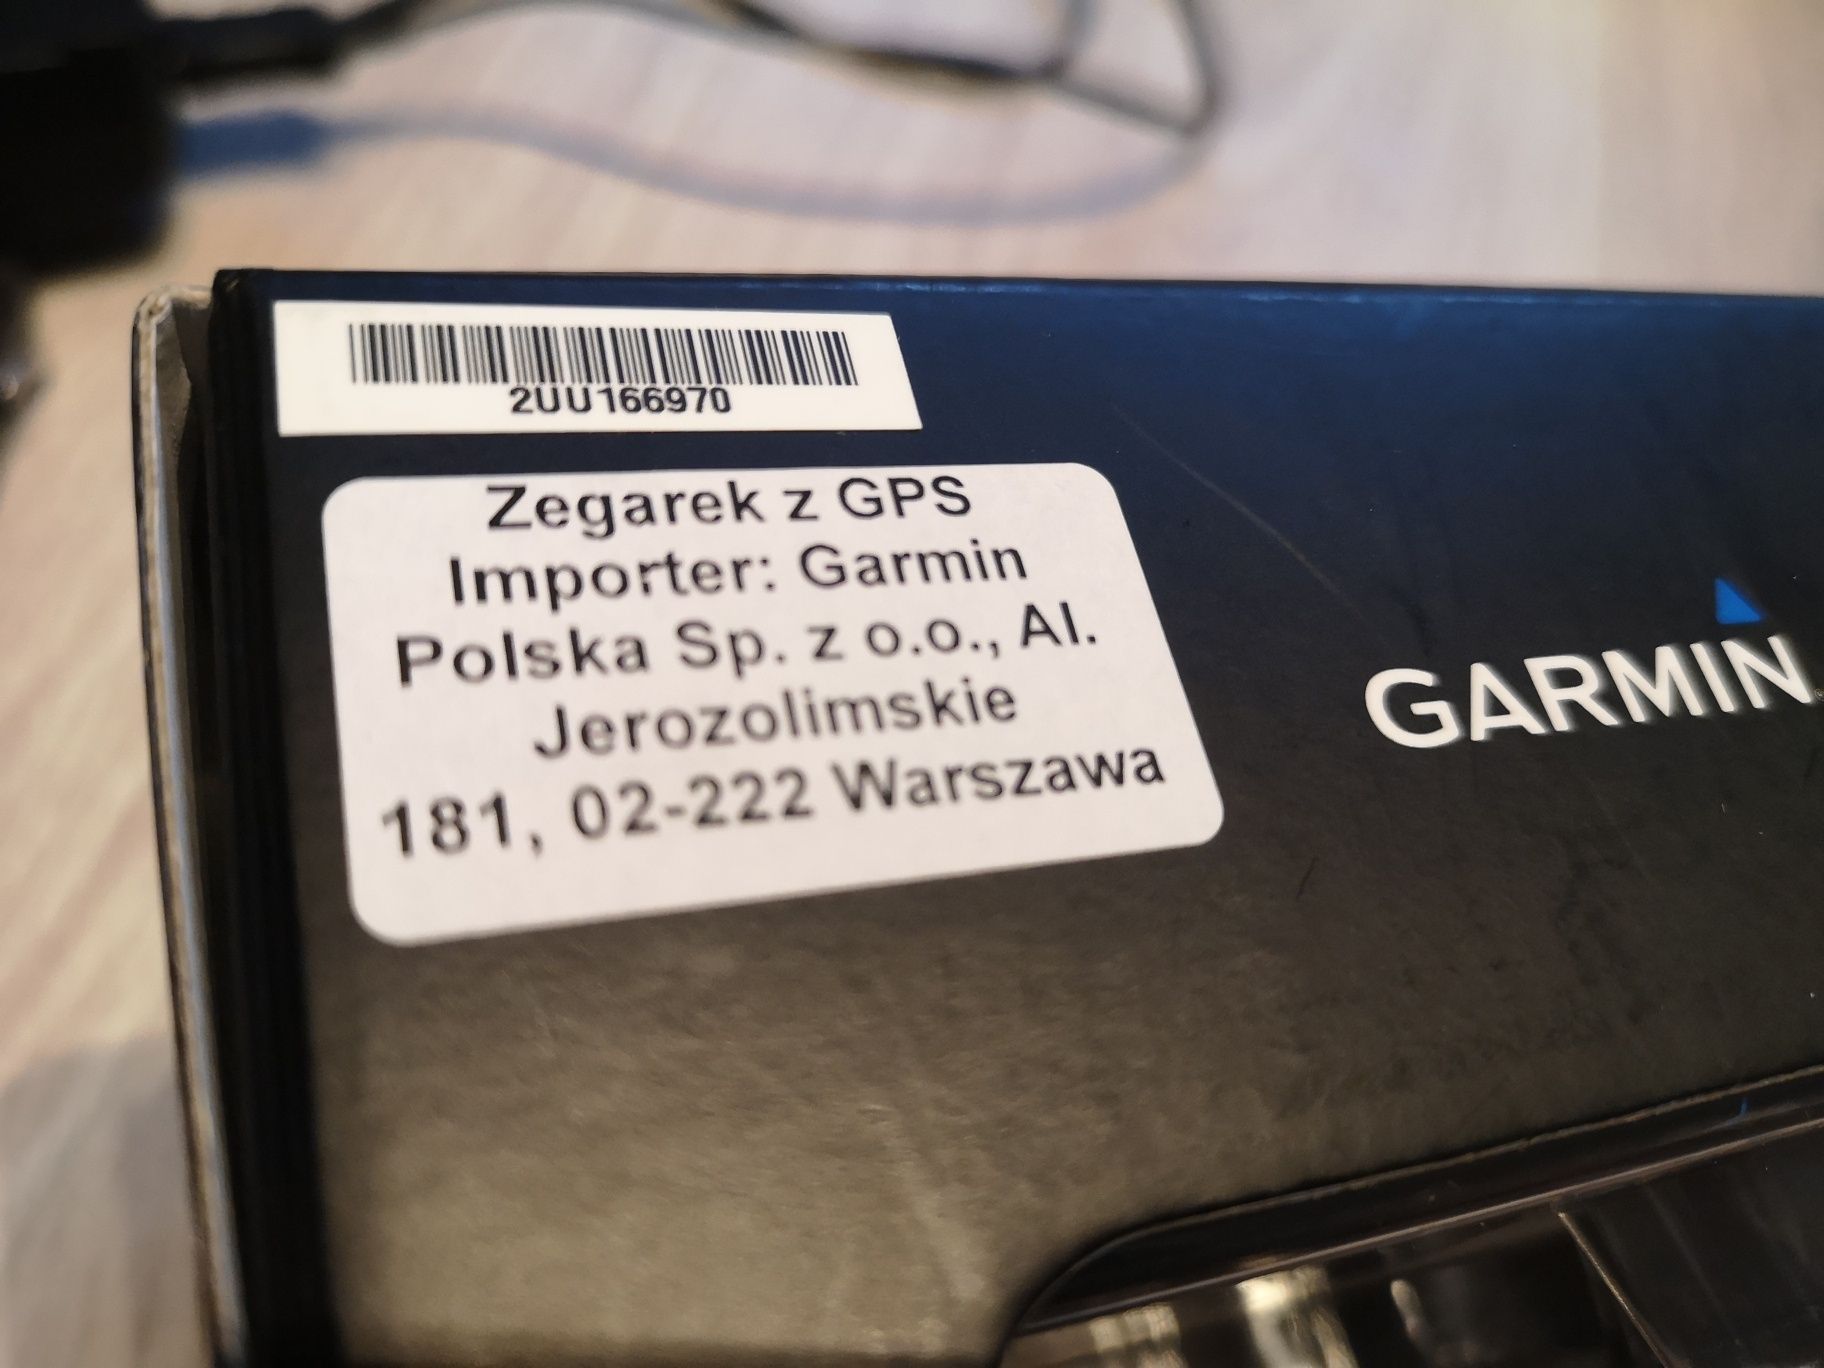 2UU166970
Zegarek z GPS
Importer: Garmin
Polska Sp. z o.o., Al.
Jerozolimskie
181, 02-222 Warszawa
GARMIN